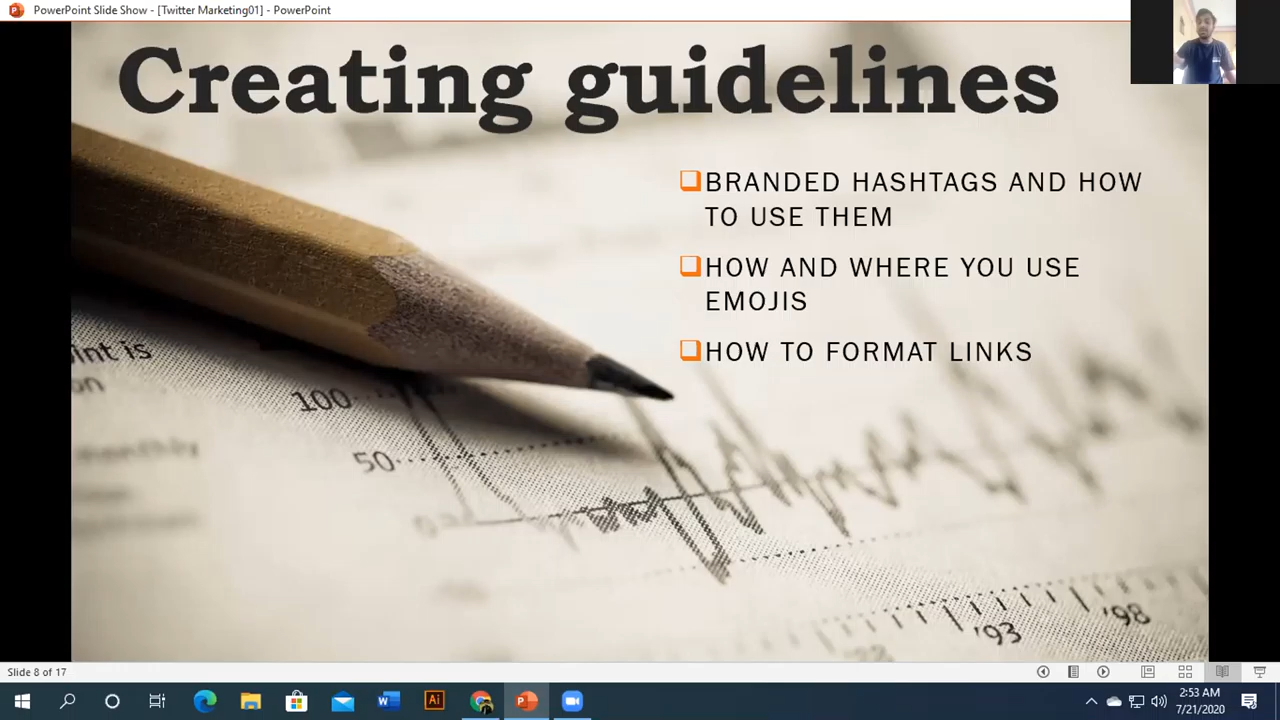 PowerPoint Slide Show - [Twitter Marketing01] - PowerPoint
Creating guidelines
BRANDED HASHTAGS AND HOW
TO USE THEM
HOW AND WHERE YOU USE
EMOJIS
HOW TO FORMAT LINKS
100
50
0
'93
'98
Slide 8 of 17
W
Ai
2:53 AM
7/21/2020